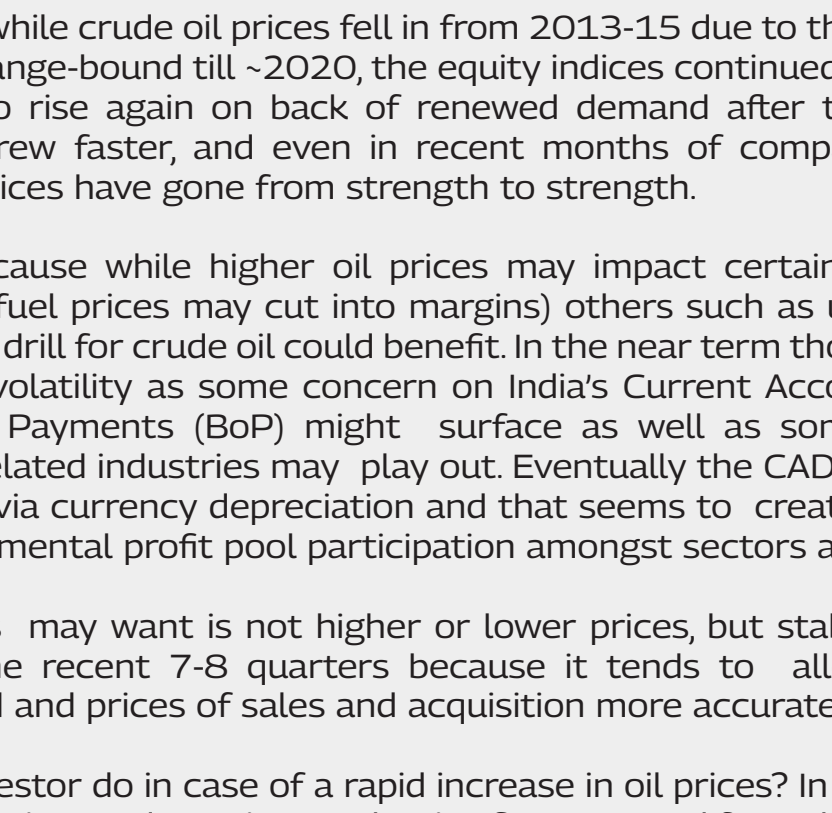 while crude oil prices fell in from 2013-15 due to th
ange-bound till ~2020, the equity indices continued
o rise again on back of renewed demand after t
rew faster, and even in recent months of comp
ices have gone from strength to strength.
cause while higher oil prices may impact certain
fuel prices may cut into margins) others such as u
drill for crude oil could benefit. In the near term tho
volatility as some concern on India's Current Acco
Payments (BoP) might surface as well as som
elated industries may play out. Eventually the CAD
via currency depreciation and that seems to creat
mental profit pool participation amongst sectors a
may want is not higher or lower prices, but stab
ne recent 7-8 quarters because it tends to all
d and prices of sales and acquisition more accurate
estor do in case of a rapid increase in oil prices? In